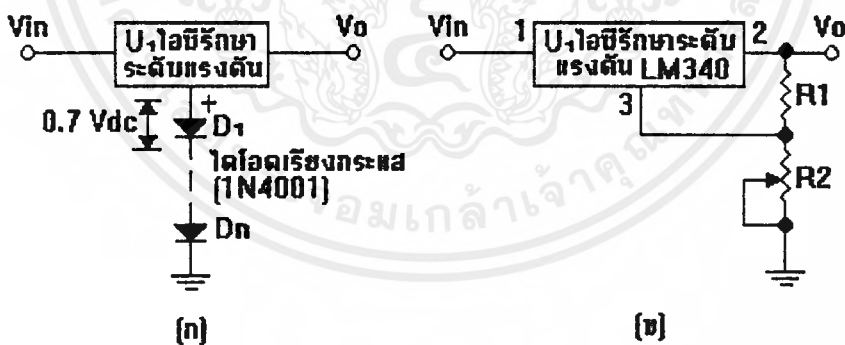 Vin
U₁ไอซีรักษา
ระดับแรงดัน
Vo
+
0.7 Vdc
D₁
ไดโอดเรียงกระแส
(1N4001)
Dn
(ก)
Vin
1
U₁ไอซีรักษาระดับ
แรงดัน LM340
2
Vo
3
R1
R2
(ข)